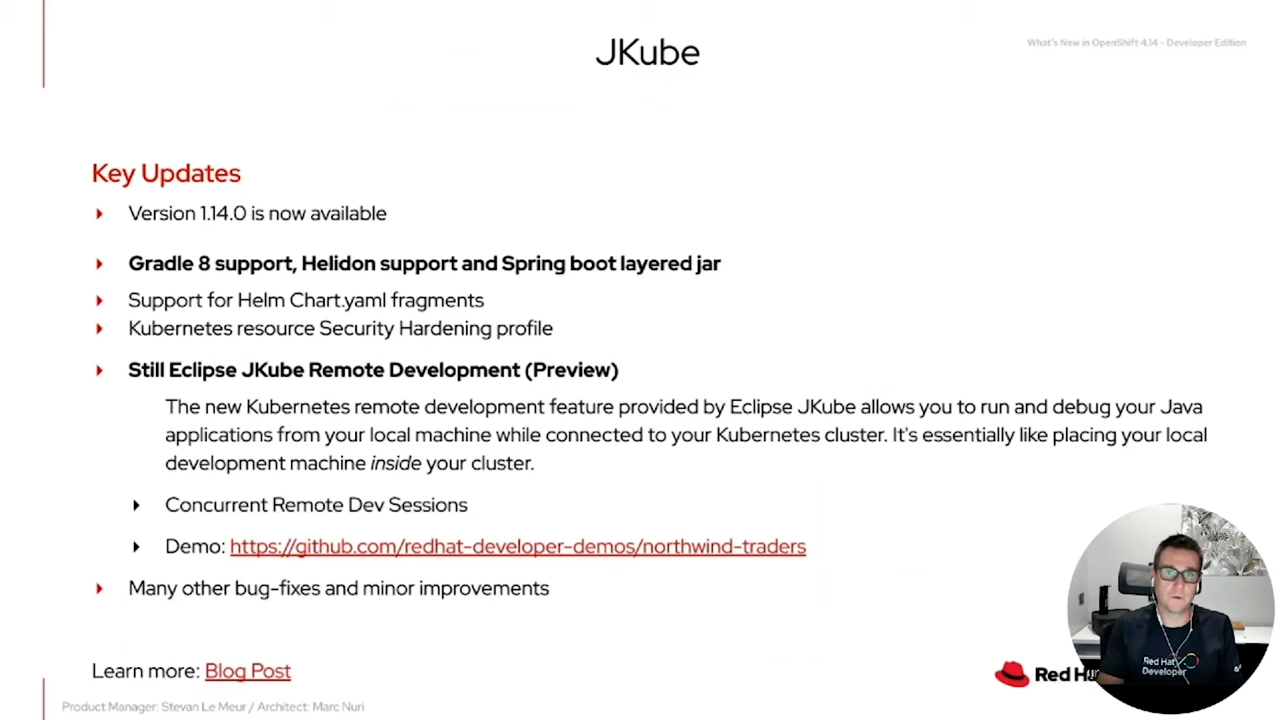 JKube
What's New in OpenShift 4.14 - Developer Edition
Key Updates
Version 1.14.0 is now available
Gradle 8 support, Helidon support and Spring boot layered jar
Support for Helm Chart.yaml fragments
Kubernetes resource Security Hardening profile
Still Eclipse JKube Remote Development (Preview)
The new Kubernetes remote development feature provided by Eclipse JKube allows you to run and debug your Java
applications from your local machine while connected to your Kubernetes cluster. It's essentially like placing your local
development machine inside your cluster.
Concurrent Remote Dev Sessions
Demo: https://github.com/redhat-developer-demos/northwind-traders
Many other bug-fixes and minor improvements
Learn more: Blog Post
Red Ha
Red Hat
Developer
Product Manager: Stevan Le Meur / Architect: Marc Nuri